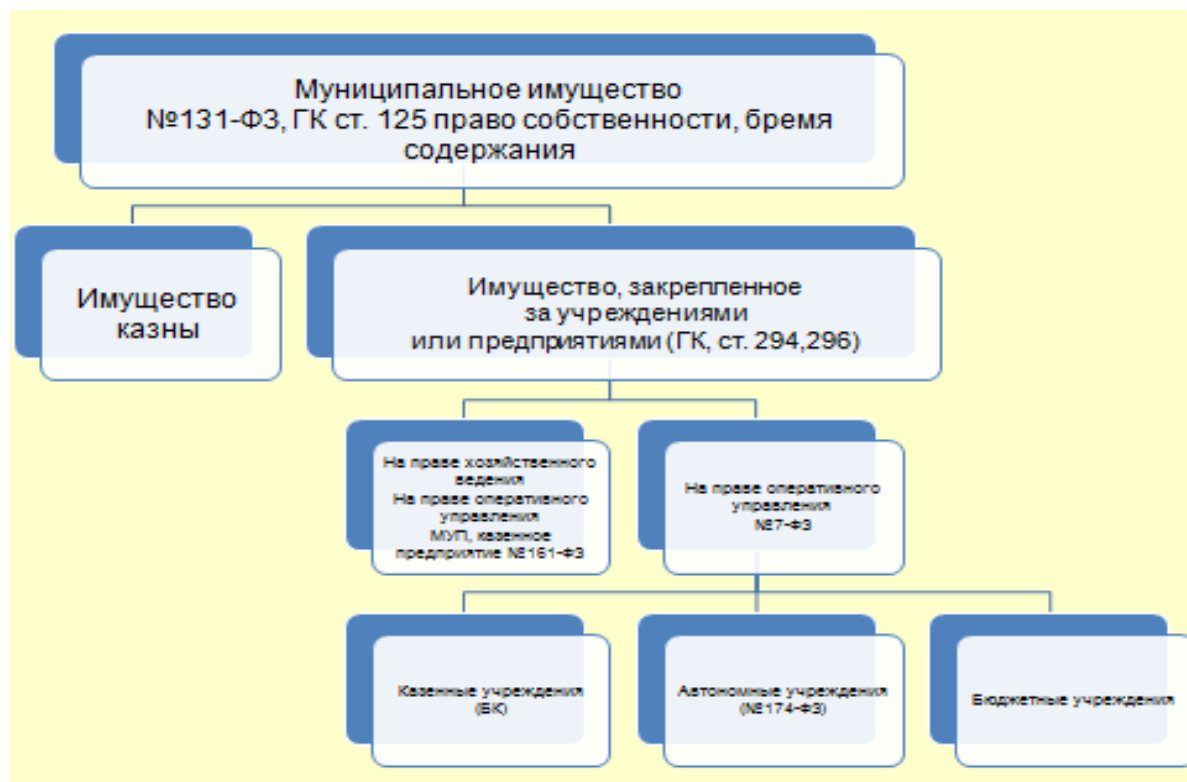 Муниципальное имущество
№131-ФЗ, ГК ст. 125 право собственности, бремя
содержания
Имущество
казны
Имущество, закрепленное
за учреждениями
или предприятиями (ГК, ст. 294,296)
На праве хозяйственного
ведения
На праве оперативного
управления
МУП, казенное
предприятие №161-ФЗ
На праве оперативного
управления
№7-ФЗ
Казенные учреждения
(БК)
Автономные учреждения
(№174-ФЗ)
Бюджетные учреждения